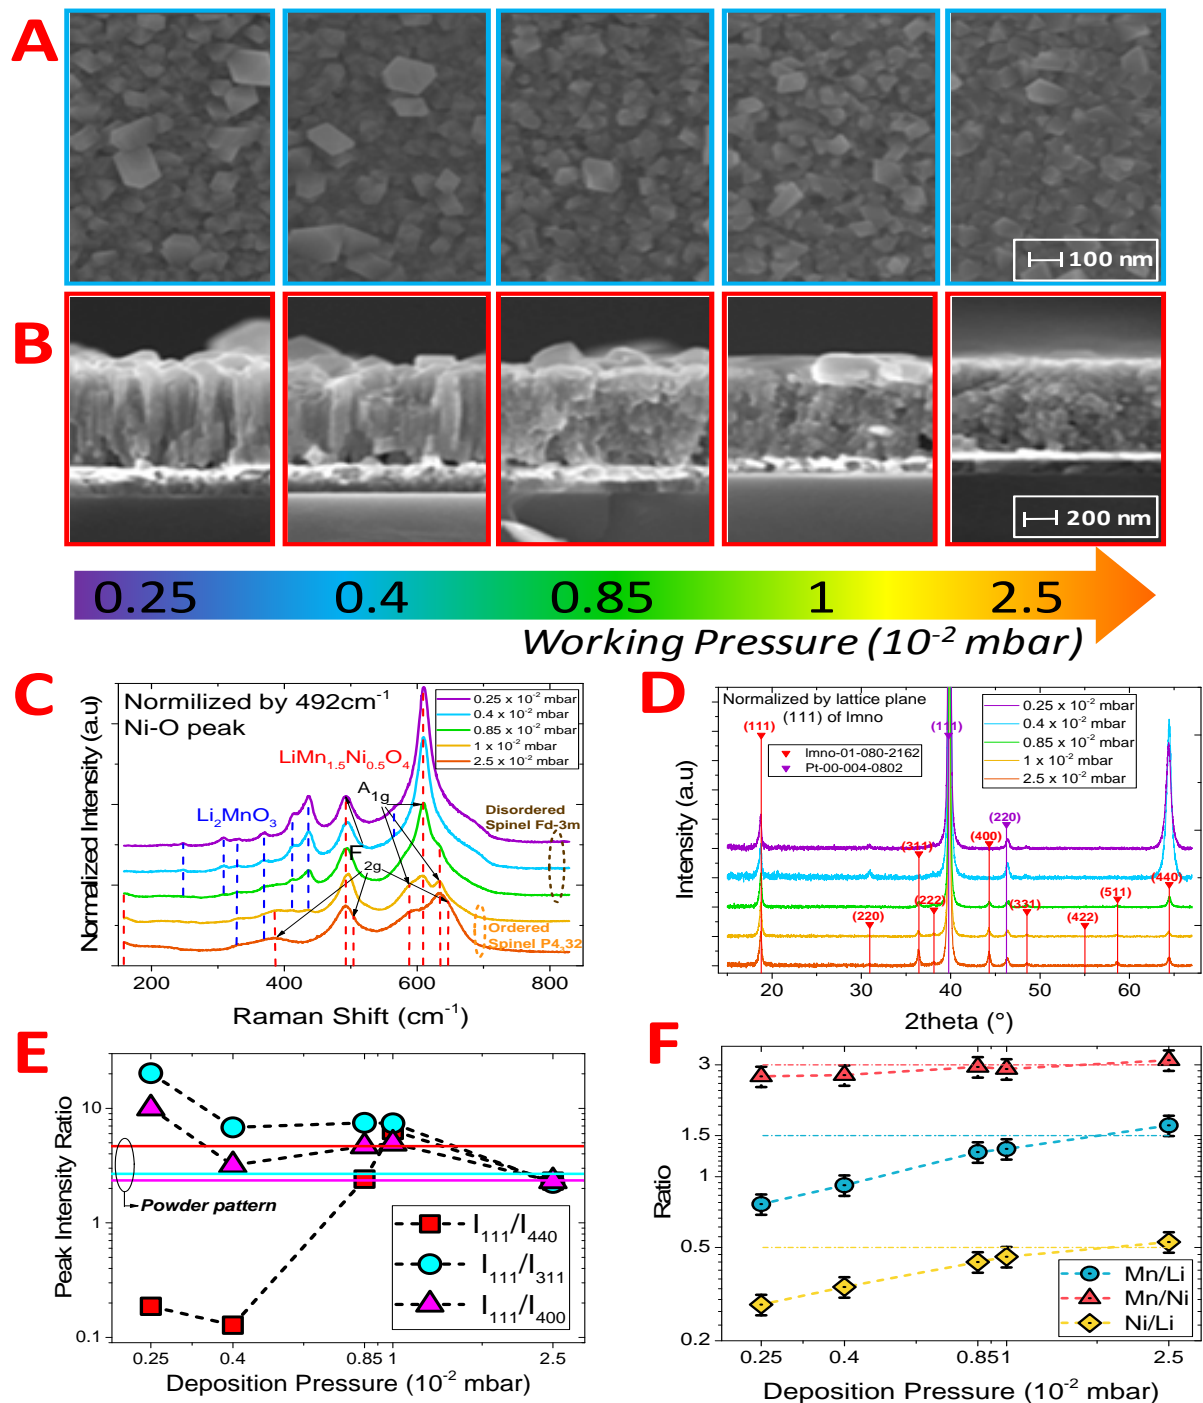 A
100 nm
B
200 nm
0.25 0.4 0.85 1 2.5
Working Pressure (10⁻² mbar)
C
Normilized by 492cm⁻¹
Ni-O peak
0.25 x 10⁻² mbar
0.4 x 10⁻² mbar
0.85 x 10⁻² mbar
1 x 10⁻² mbar
2.5 x 10⁻² mbar
LiMn₁.₅Ni₀.₅O₄
A₁g
Li₂MnO₃
F₂g
Disordered
Spinel Fd-3m
Ordered
Spinel P4₃32
Normalized Intensity (a.u)
200 400 600 800
Raman Shift (cm⁻¹)
D
Normalized by lattice plane
(111) of lmno
lmno-01-080-2162
Pt-00-004-0802
0.25 x 10⁻² mbar
0.4 x 10⁻² mbar
0.85 x 10⁻² mbar
1 x 10⁻² mbar
2.5 x 10⁻² mbar
(111)
(220)
(311)
(222)
(111)
(400)
(220)
(331)
(422)
(511)
(440)
Intensity (a.u)
20 30 40 50 60
2theta (°)
E
Peak Intensity Ratio
10
1
0.1
Powder pattern
I₁₁₁/I₄₄₀
I₁₁₁/I₃₁₁
I₁₁₁/I₄₀₀
0.25 0.4 0.85 1 2.5
Deposition Pressure (10⁻² mbar)
F
Ratio
3
1.5
1
0.5
0.2
Mn/Li
Mn/Ni
Ni/Li
0.25 0.4 0.85 1 2.5
Deposition Pressure (10⁻² mbar)